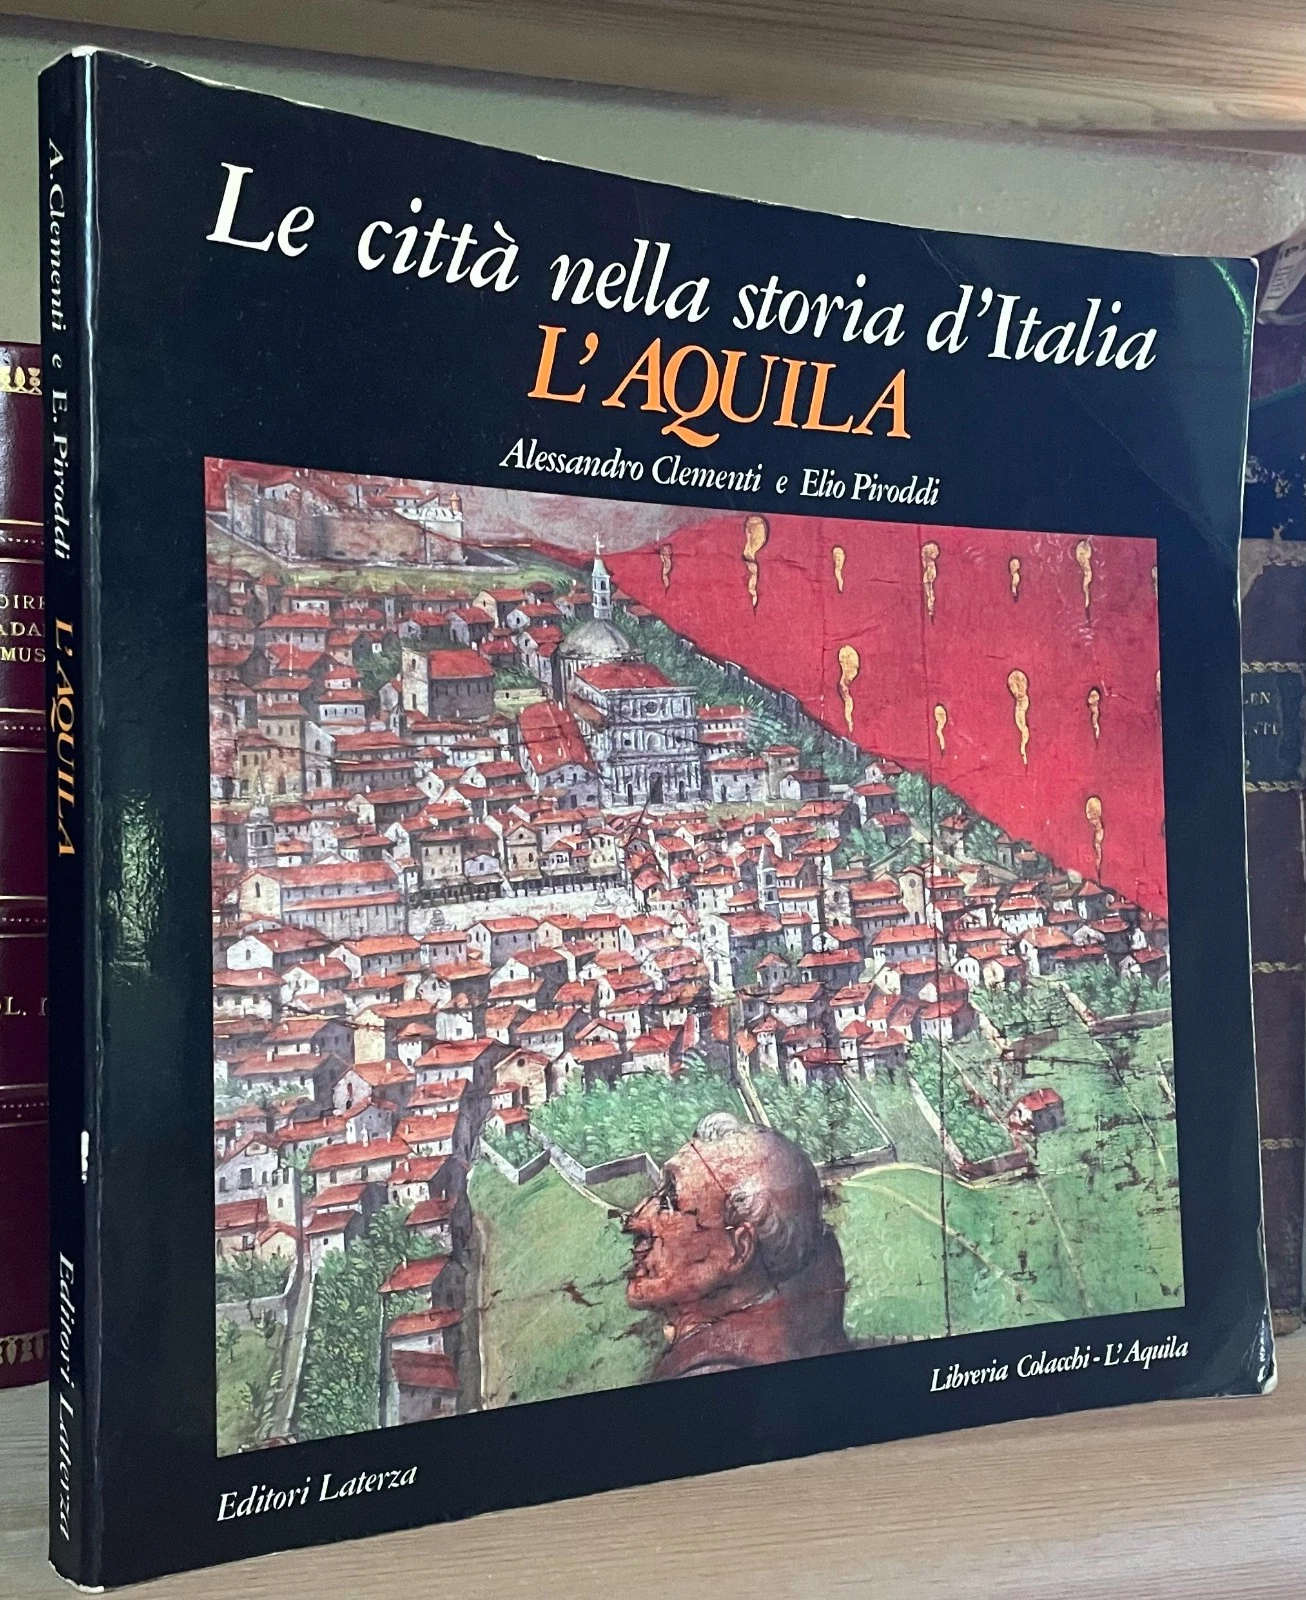 Le città nella storia d'Italia
L'AQUILA
Alessandro Clementi e Elio Piroddi
Libreria Colacchi - L'Aquila
Editori Laterza
A. Clementi e E. Piroddi L'AQUILA Editori Laterza